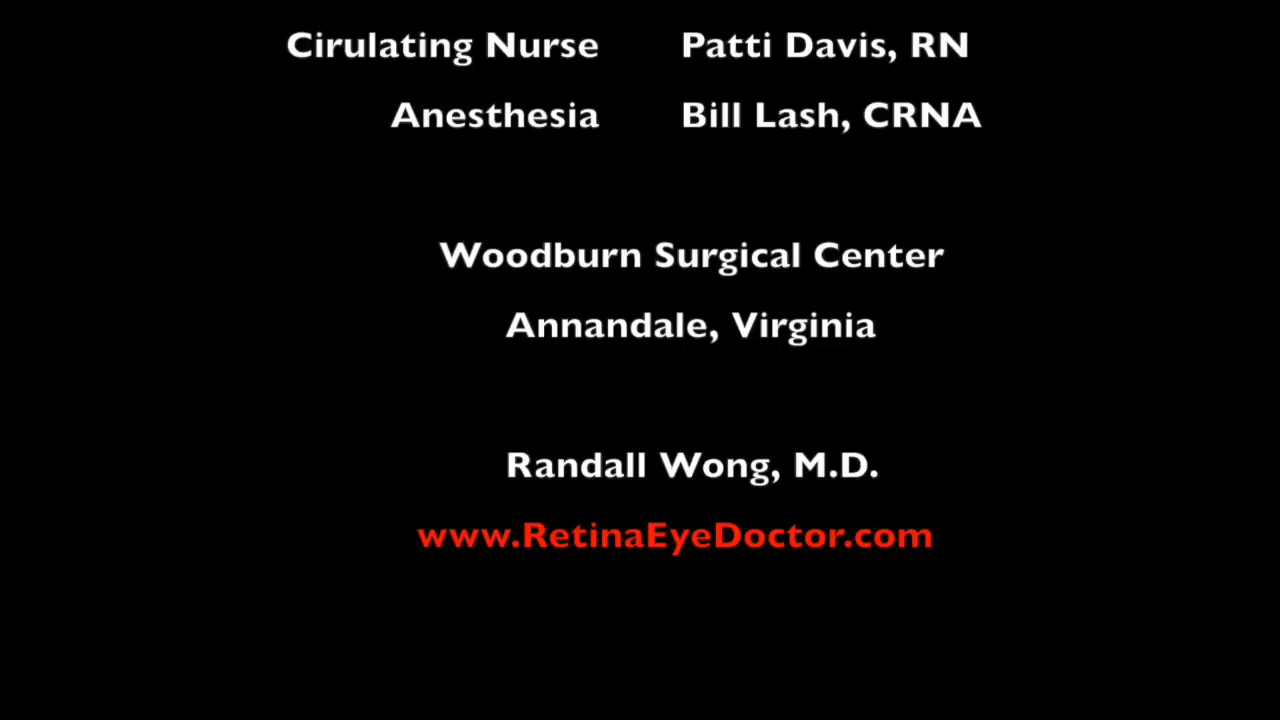 Cirulating Nurse Patti Davis, RN
Anesthesia Bill Lash, CRNA
Woodburn Surgical Center
Annandale, Virginia
Randall Wong, M.D.
www.RetinaEyeDoctor.com